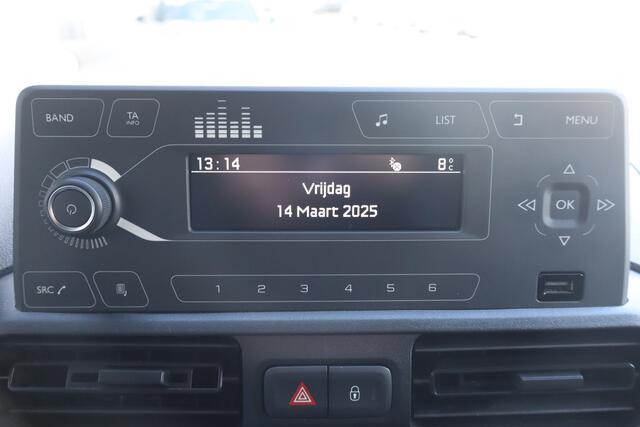 BAND
TA
INFO
LIST
MENU
13:14
8°C
Vrijdag
14 Maart 2025
OK
SRC
1 2 3 4 5 6